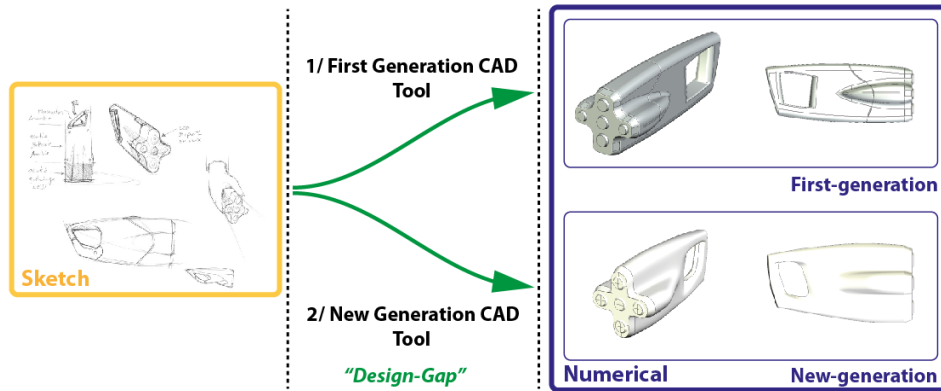 1/ First Generation CAD
Tool
Sketch
2/ New Generation CAD
Tool
“Design-Gap”
First-generation
New-generation
Numerical